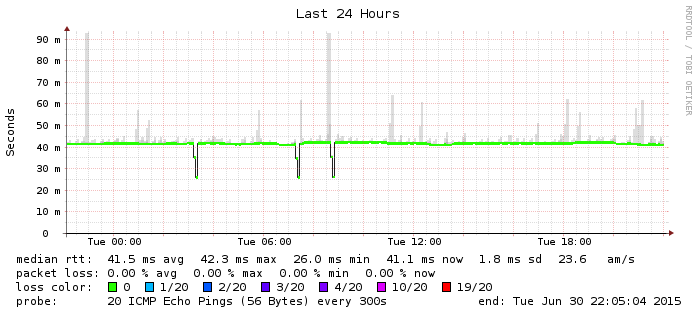 Last 24 Hours
RRDTOOL / TOBI OETIKER
Seconds
90 m
80 m
70 m
60 m
50 m
40 m
30 m
20 m
10 m
0
Tue 00:00 Tue 06:00 Tue 12:00 Tue 18:00
median rtt: 41.5 ms avg 42.3 ms max 26.0 ms min 41.1 ms now 1.8 ms sd 23.6 am/s
packet loss: 0.00 % avg 0.00 % max 0.00 % min 0.00 % now
loss color: 0 1/20 2/20 3/20 4/20 10/20 19/20
probe: 20 ICMP Echo Pings (56 Bytes) every 300s end: Tue Jun 30 22:05:04 2015